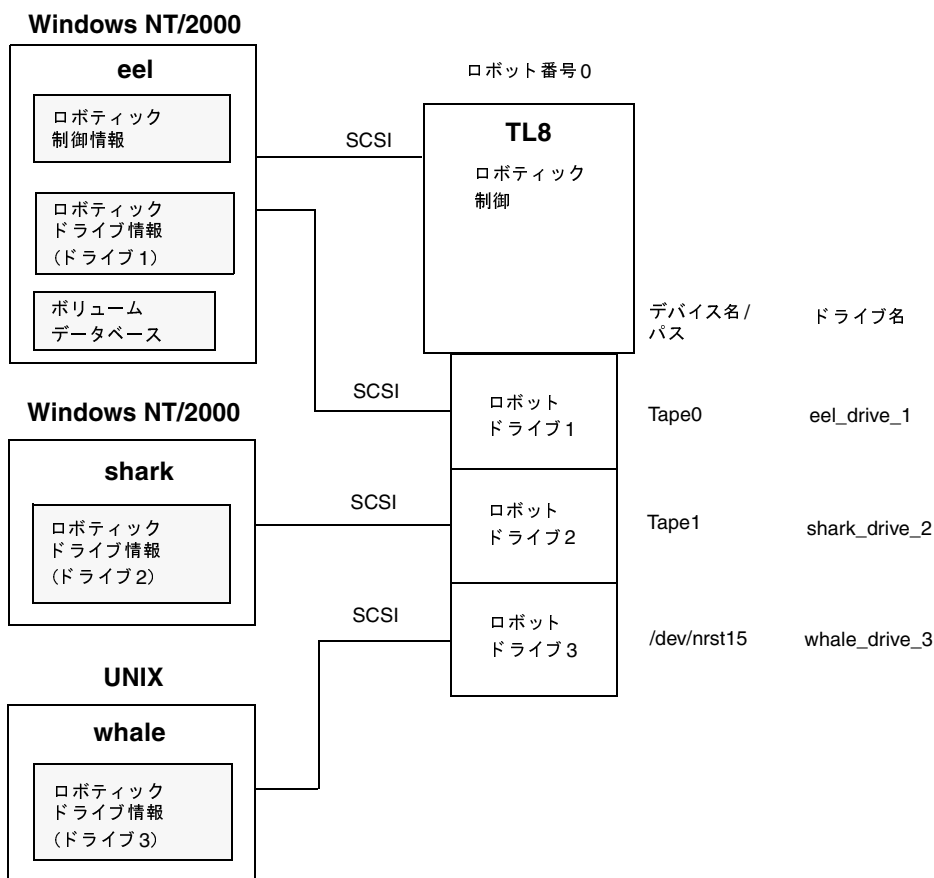 Windows NT/2000
eel
ロボティック
制御情報
ロボティック
ドライブ情報
(ドライブ1)
ボリューム
データベース
SCSI
ロボット番号0
TL8
ロボティック
制御
デバイス名/
パス
ドライブ名
SCSI
ロボット
ドライブ1
Tape0
eel_drive_1
Windows NT/2000
shark
ロボティック
ドライブ情報
(ドライブ2)
SCSI
ロボット
ドライブ2
Tape1
shark_drive_2
SCSI
ロボット
ドライブ3
/dev/nrst15
whale_drive_3
UNIX
whale
ロボティック
ドライブ情報
(ドライブ3)